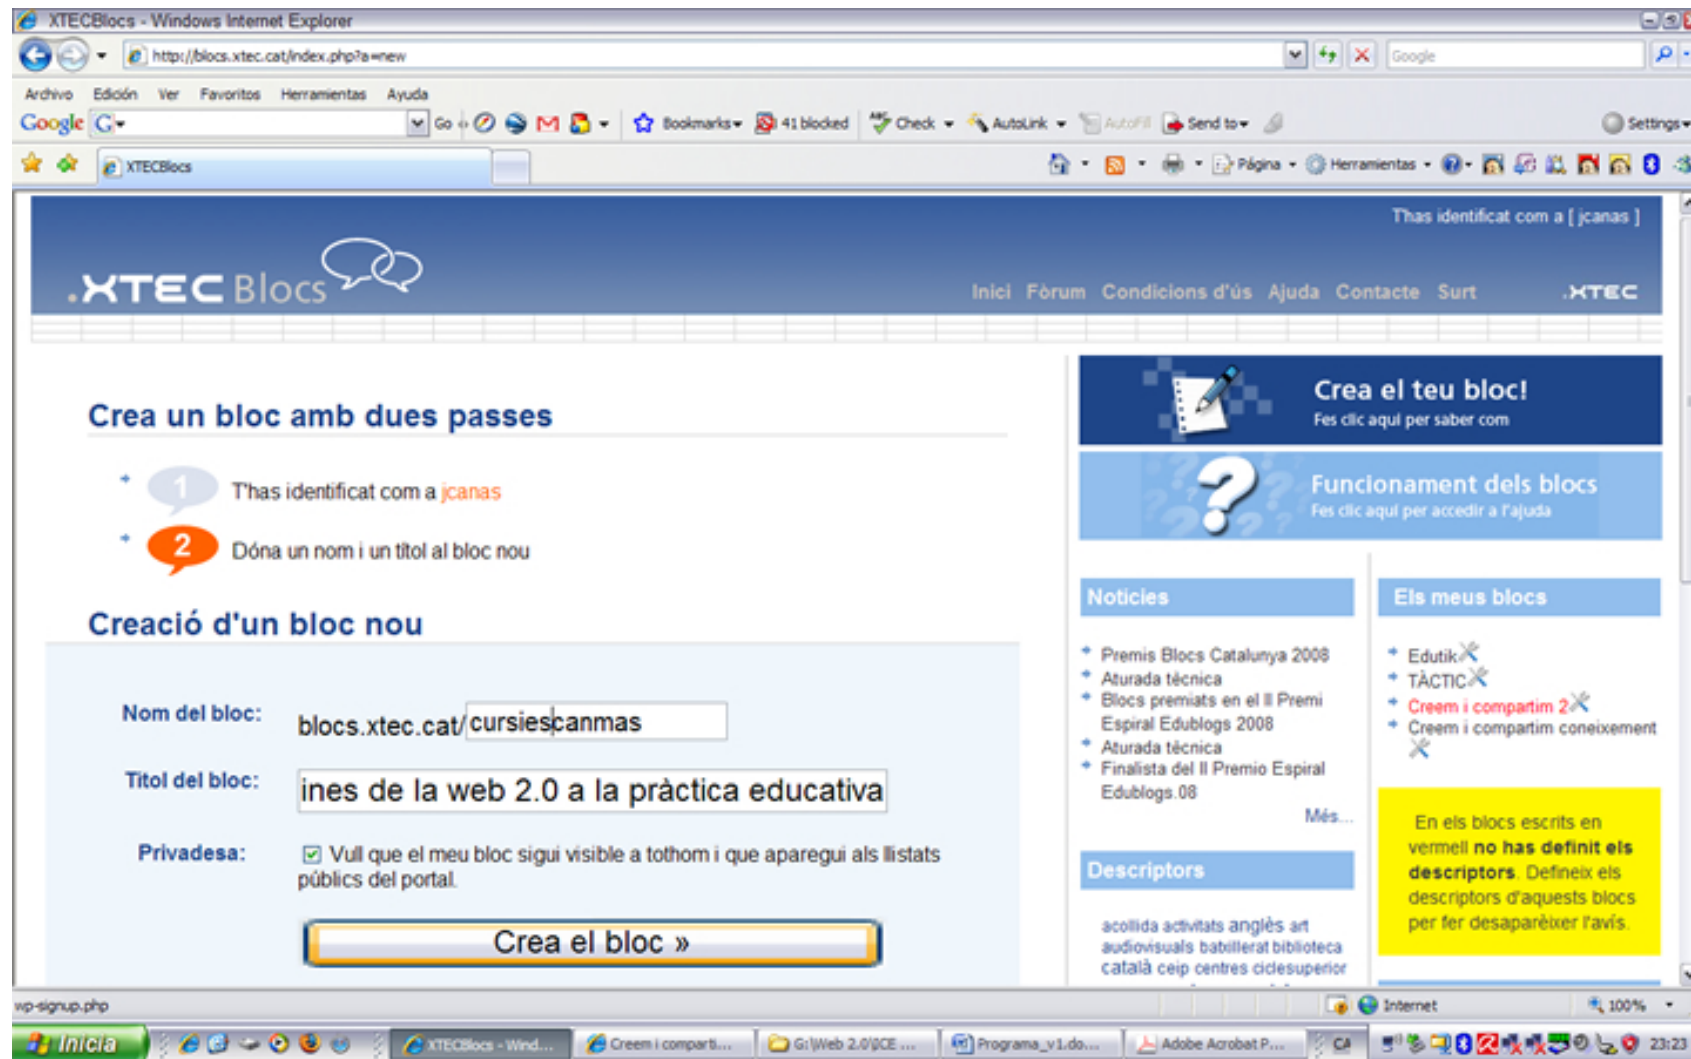 XTECBlocs - Windows Internet Explorer
http://blocs.xtec.cat/index.php?a=new
Google
Archivo Edición Ver Favoritos Herramientas Ayuda
Google G Go Bookmarks 41 blocked Check AutoLink AutoFill Send to Settings
XTECBlocs
Página Herramientas
T'has identificat com a [ jcanas ]
.XTEC Blocs
Inici Fòrum Condicions d'ús Ajuda Contacte Surt .XTEC
Crea un bloc amb dues passes
1 T'has identificat com a jcanas
2 Dóna un nom i un títol al bloc nou
Creació d'un bloc nou
Nom del bloc: blocs.xtec.cat/ cursiescanmas
Títol del bloc: ines de la web 2.0 a la pràctica educativa
Privadesa: Vull que el meu bloc sigui visible a tothom i que aparegui als llistats
públics del portal.
Crea el bloc »
Crea el teu bloc!
Fes clic aquí per saber com
Funcionament dels blocs
Fes clic aquí per accedir a l'ajuda
Noticies
Premis Blocs Catalunya 2008
Aturada tècnica
Blocs premiats en el II Premi
Espiral Edublogs 2008
Aturada tècnica
Finalista del II Premio Espiral
Edublogs.08
Més...
Descriptors
acollida activitats anglès art
audiovisuals batxillerat biblioteca
català ceip centres ciclesuperior
Els meus blocs
Edutik
TÀCTIC
Creem i compartim 2
Creem i compartim coneixement
En els blocs escrits en
vermell no has definit els
descriptors. Defineix els
descriptors d'aquests blocs
per fer desaparèixer l'avís.
wp-signup.php
Internet 100%
Inicia XTECBlocs - Wind... Creem i comparti... G:\Web 2.0\ICE ... Programa_v1.do... Adobe Acrobat P... CA 23:23